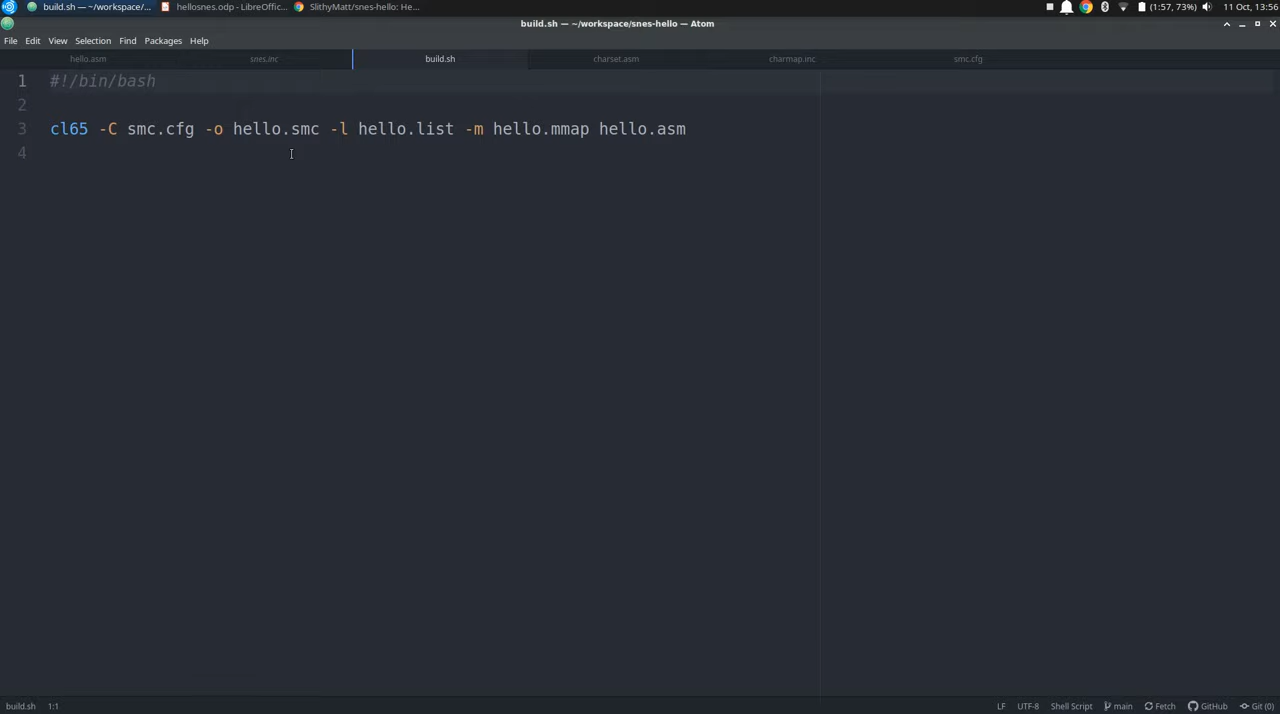 build.sh — ~/workspace/... hellosnes.odp - LibreOffic... SlithyMatt/snes-hello: He... (1:57, 73%) 11 Oct, 13:56
build.sh — ~/workspace/snes-hello — Atom
File Edit View Selection Find Packages Help
hello.asm snes.inc build.sh charset.asm charmap.inc smc.cfg
1 #!/bin/bash
2
3 cl65 -C smc.cfg -o hello.smc -l hello.list -m hello.mmap hello.asm
4
build.sh 1:1 LF UTF-8 Shell Script main Fetch GitHub Git (0)